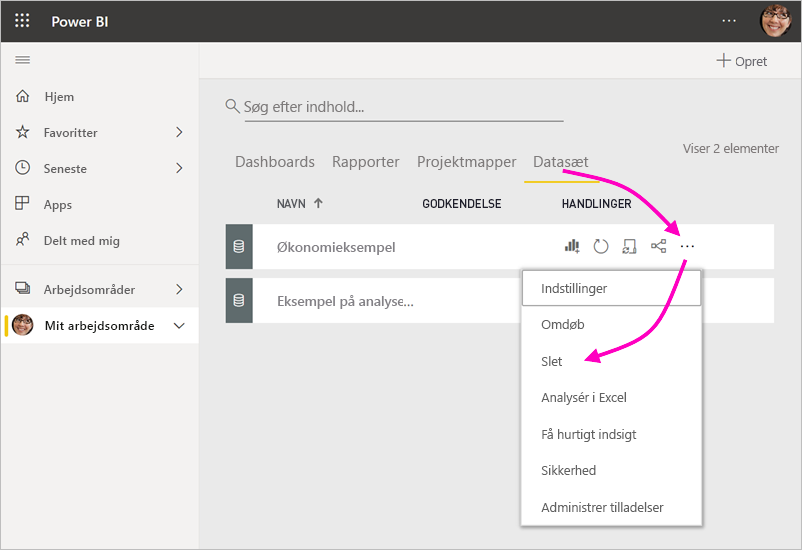 Power BI
Opret
Hjem
Favoritter
Seneste
Apps
Delt med mig
Arbejdsområder
Mit arbejdsområde
Søg efter indhold...
Viser 2 elementer
Dashboards Rapporter Projektmapper Datasæt
NAVN GODKENDELSE HANDLINGER
Økonomieksempel
Eksempel på analyse...
Indstillinger
Omdøb
Slet
Analysér i Excel
Få hurtigt indsigt
Sikkerhed
Administrer tilladelser